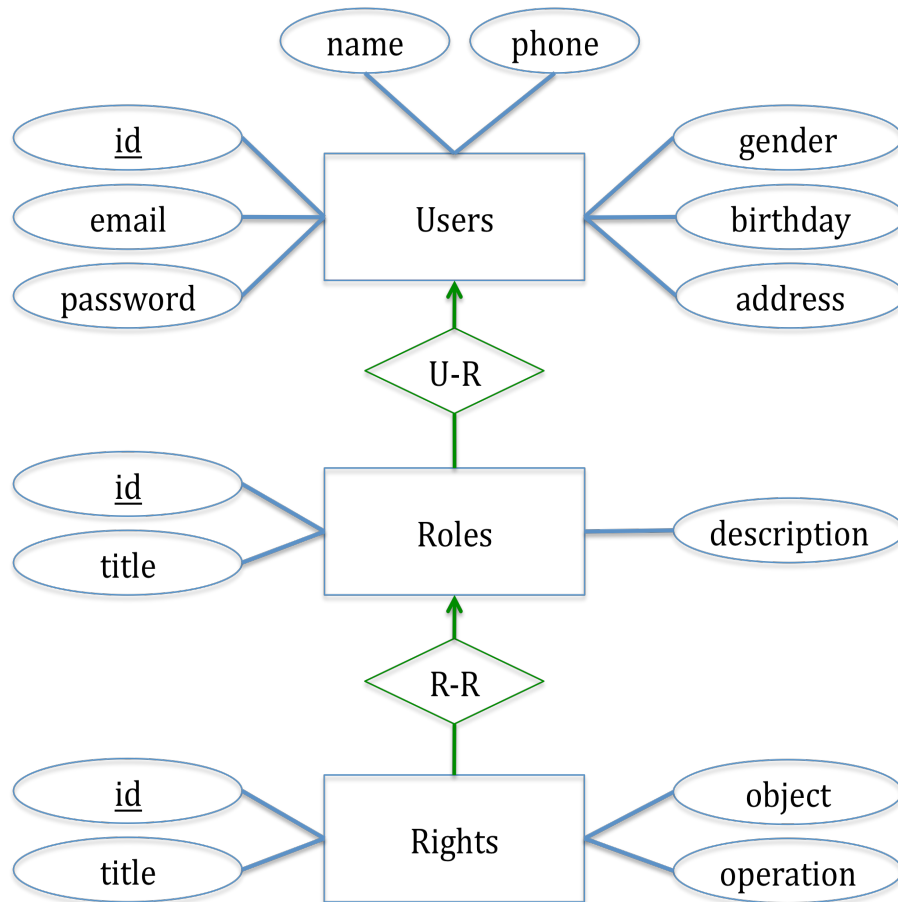 name
phone
id
gender
Users
email
birthday
password
address
U-R
id
Roles
description
title
R-R
id
object
Rights
title
operation